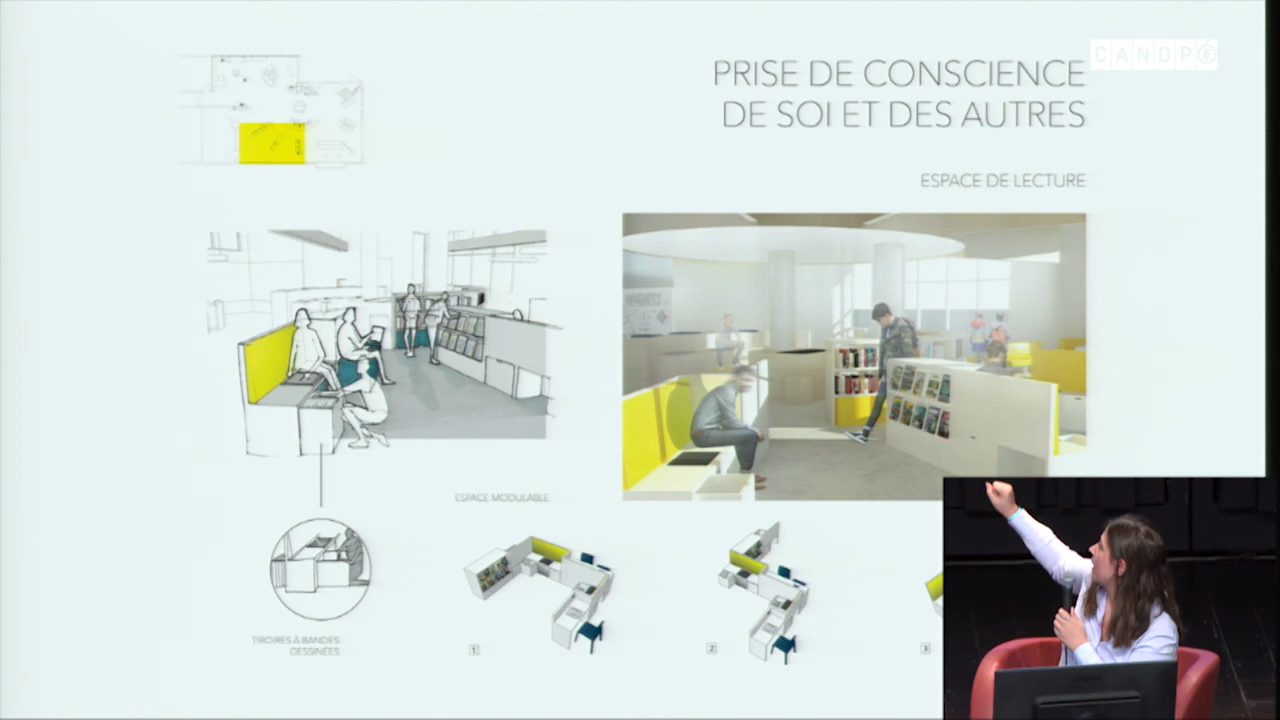 CANOPÉ
PRISE DE CONSCIENCE
DE SOI ET DES AUTRES
ESPACE DE LECTURE
ESPACE MODULABLE
TIROIRES À BANDES
DESSINÉES
1
2
3